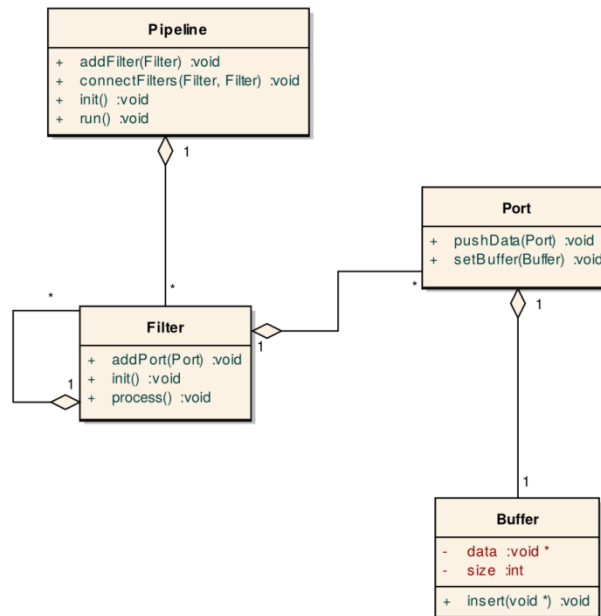 Pipeline
+ addFilter(Filter) :void
+ connectFilters(Filter, Filter) :void
+ init() :void
+ run() :void
1
*
Port
+ pushData(Port) :void
+ setBuffer(Buffer) :void
*
1
*
Filter
+ addPort(Port) :void
+ init() :void
+ process() :void
1
1
1
Buffer
- data :void *
- size :int
+ insert(void *) :void